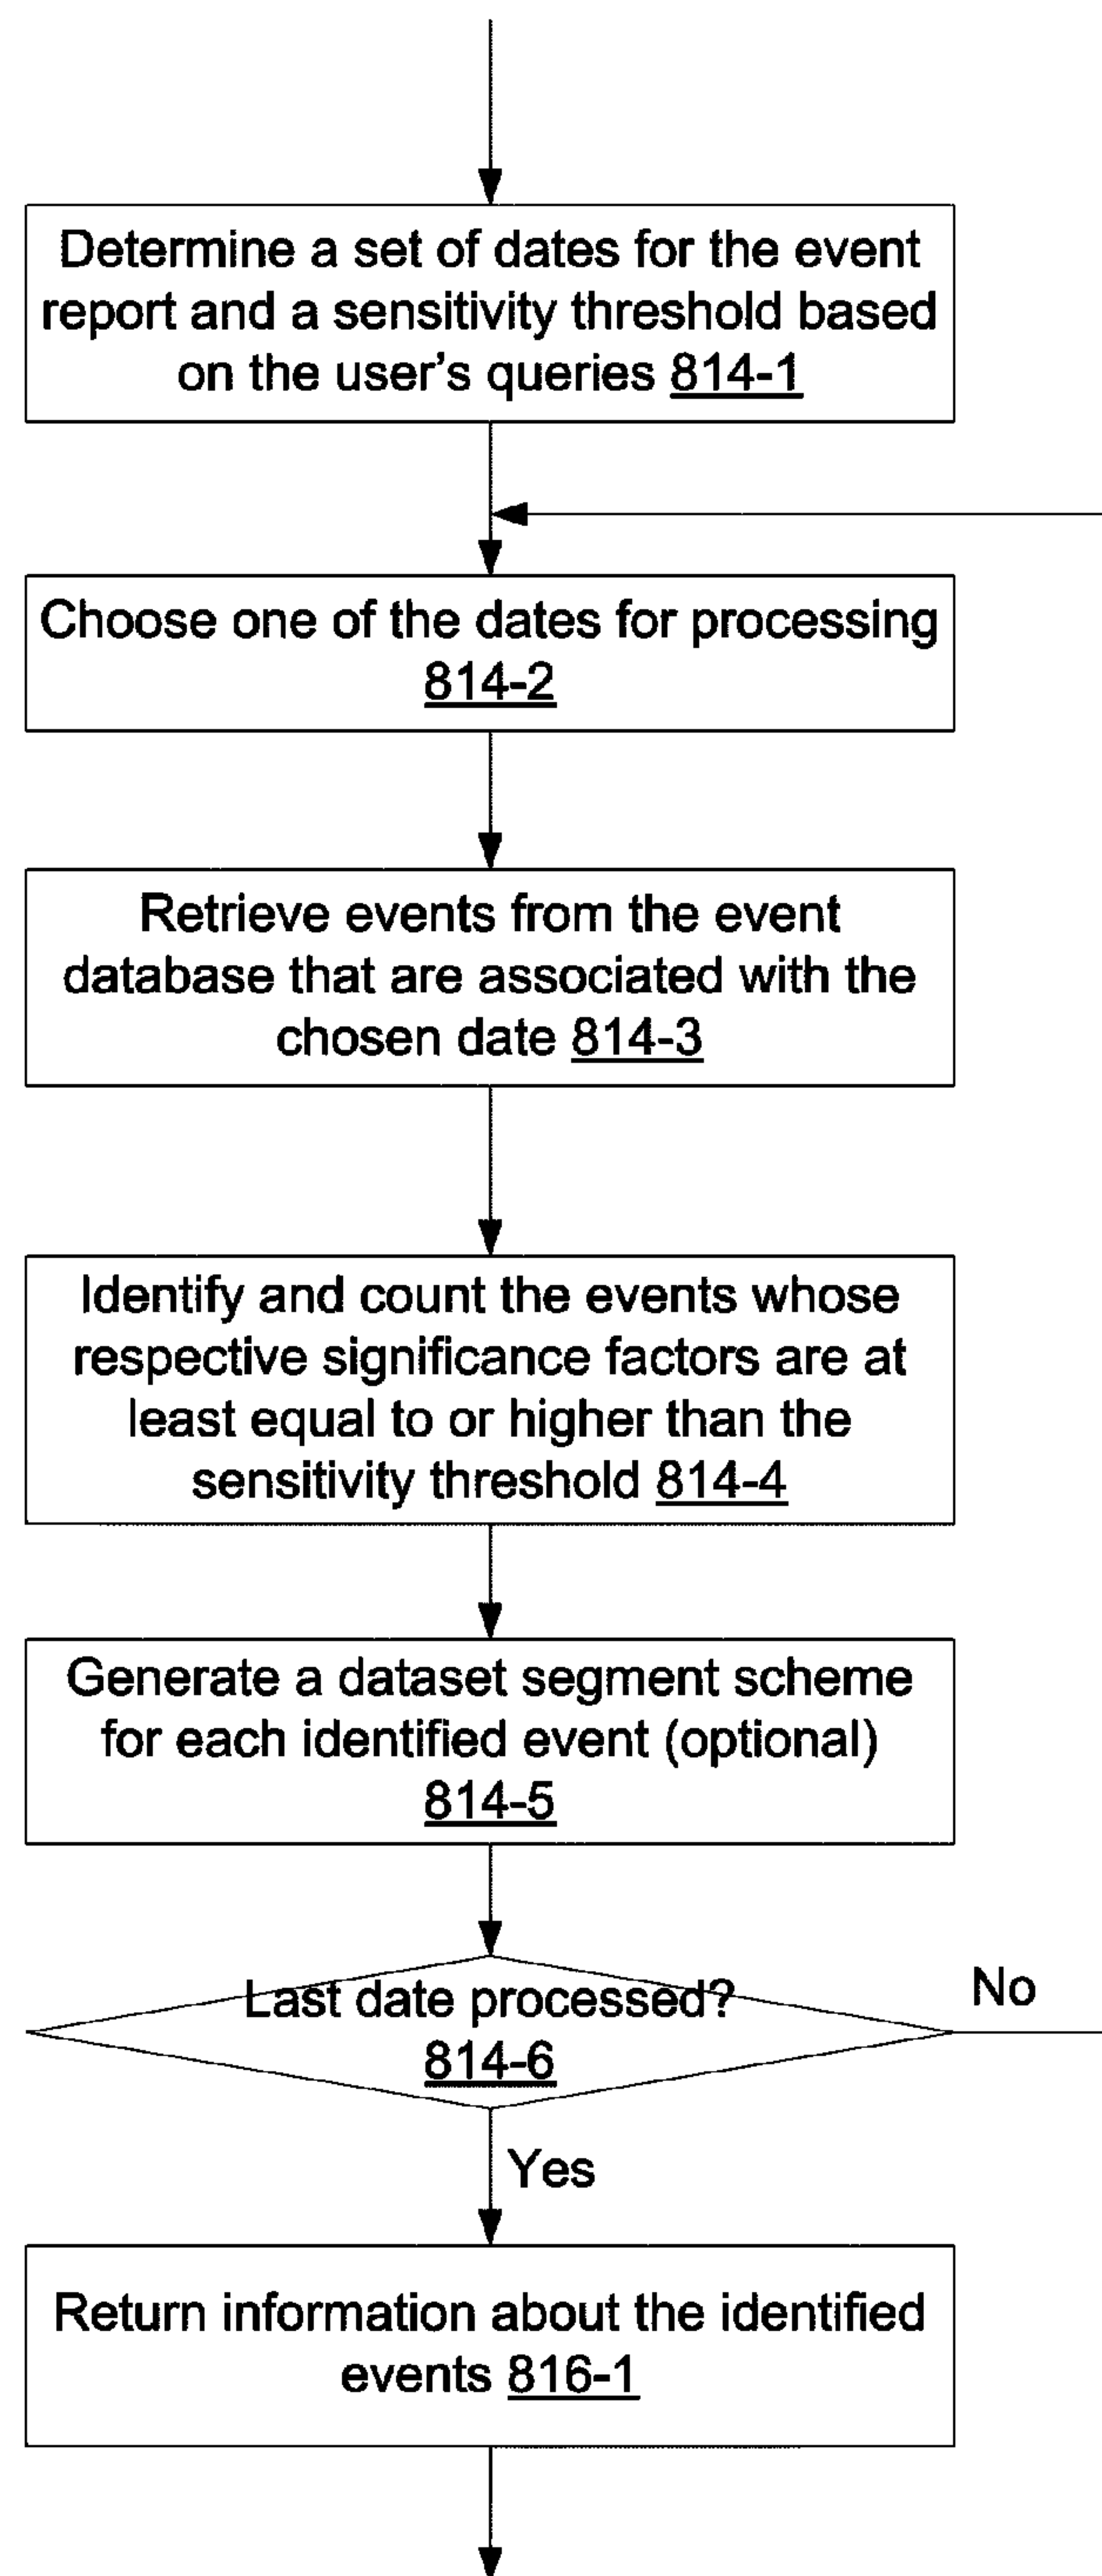 Determine a set of dates for the event
report and a sensitivity threshold based
on the user's queries 814-1
Choose one of the dates for processing
814-2
Retrieve events from the event
database that are associated with the
chosen date 814-3
Identify and count the events whose
respective significance factors are at
least equal to or higher than the
sensitivity threshold 814-4
Generate a dataset segment scheme
for each identified event (optional)
814-5
Last date processed?
814-6
No
Yes
Return information about the identified
events 816-1